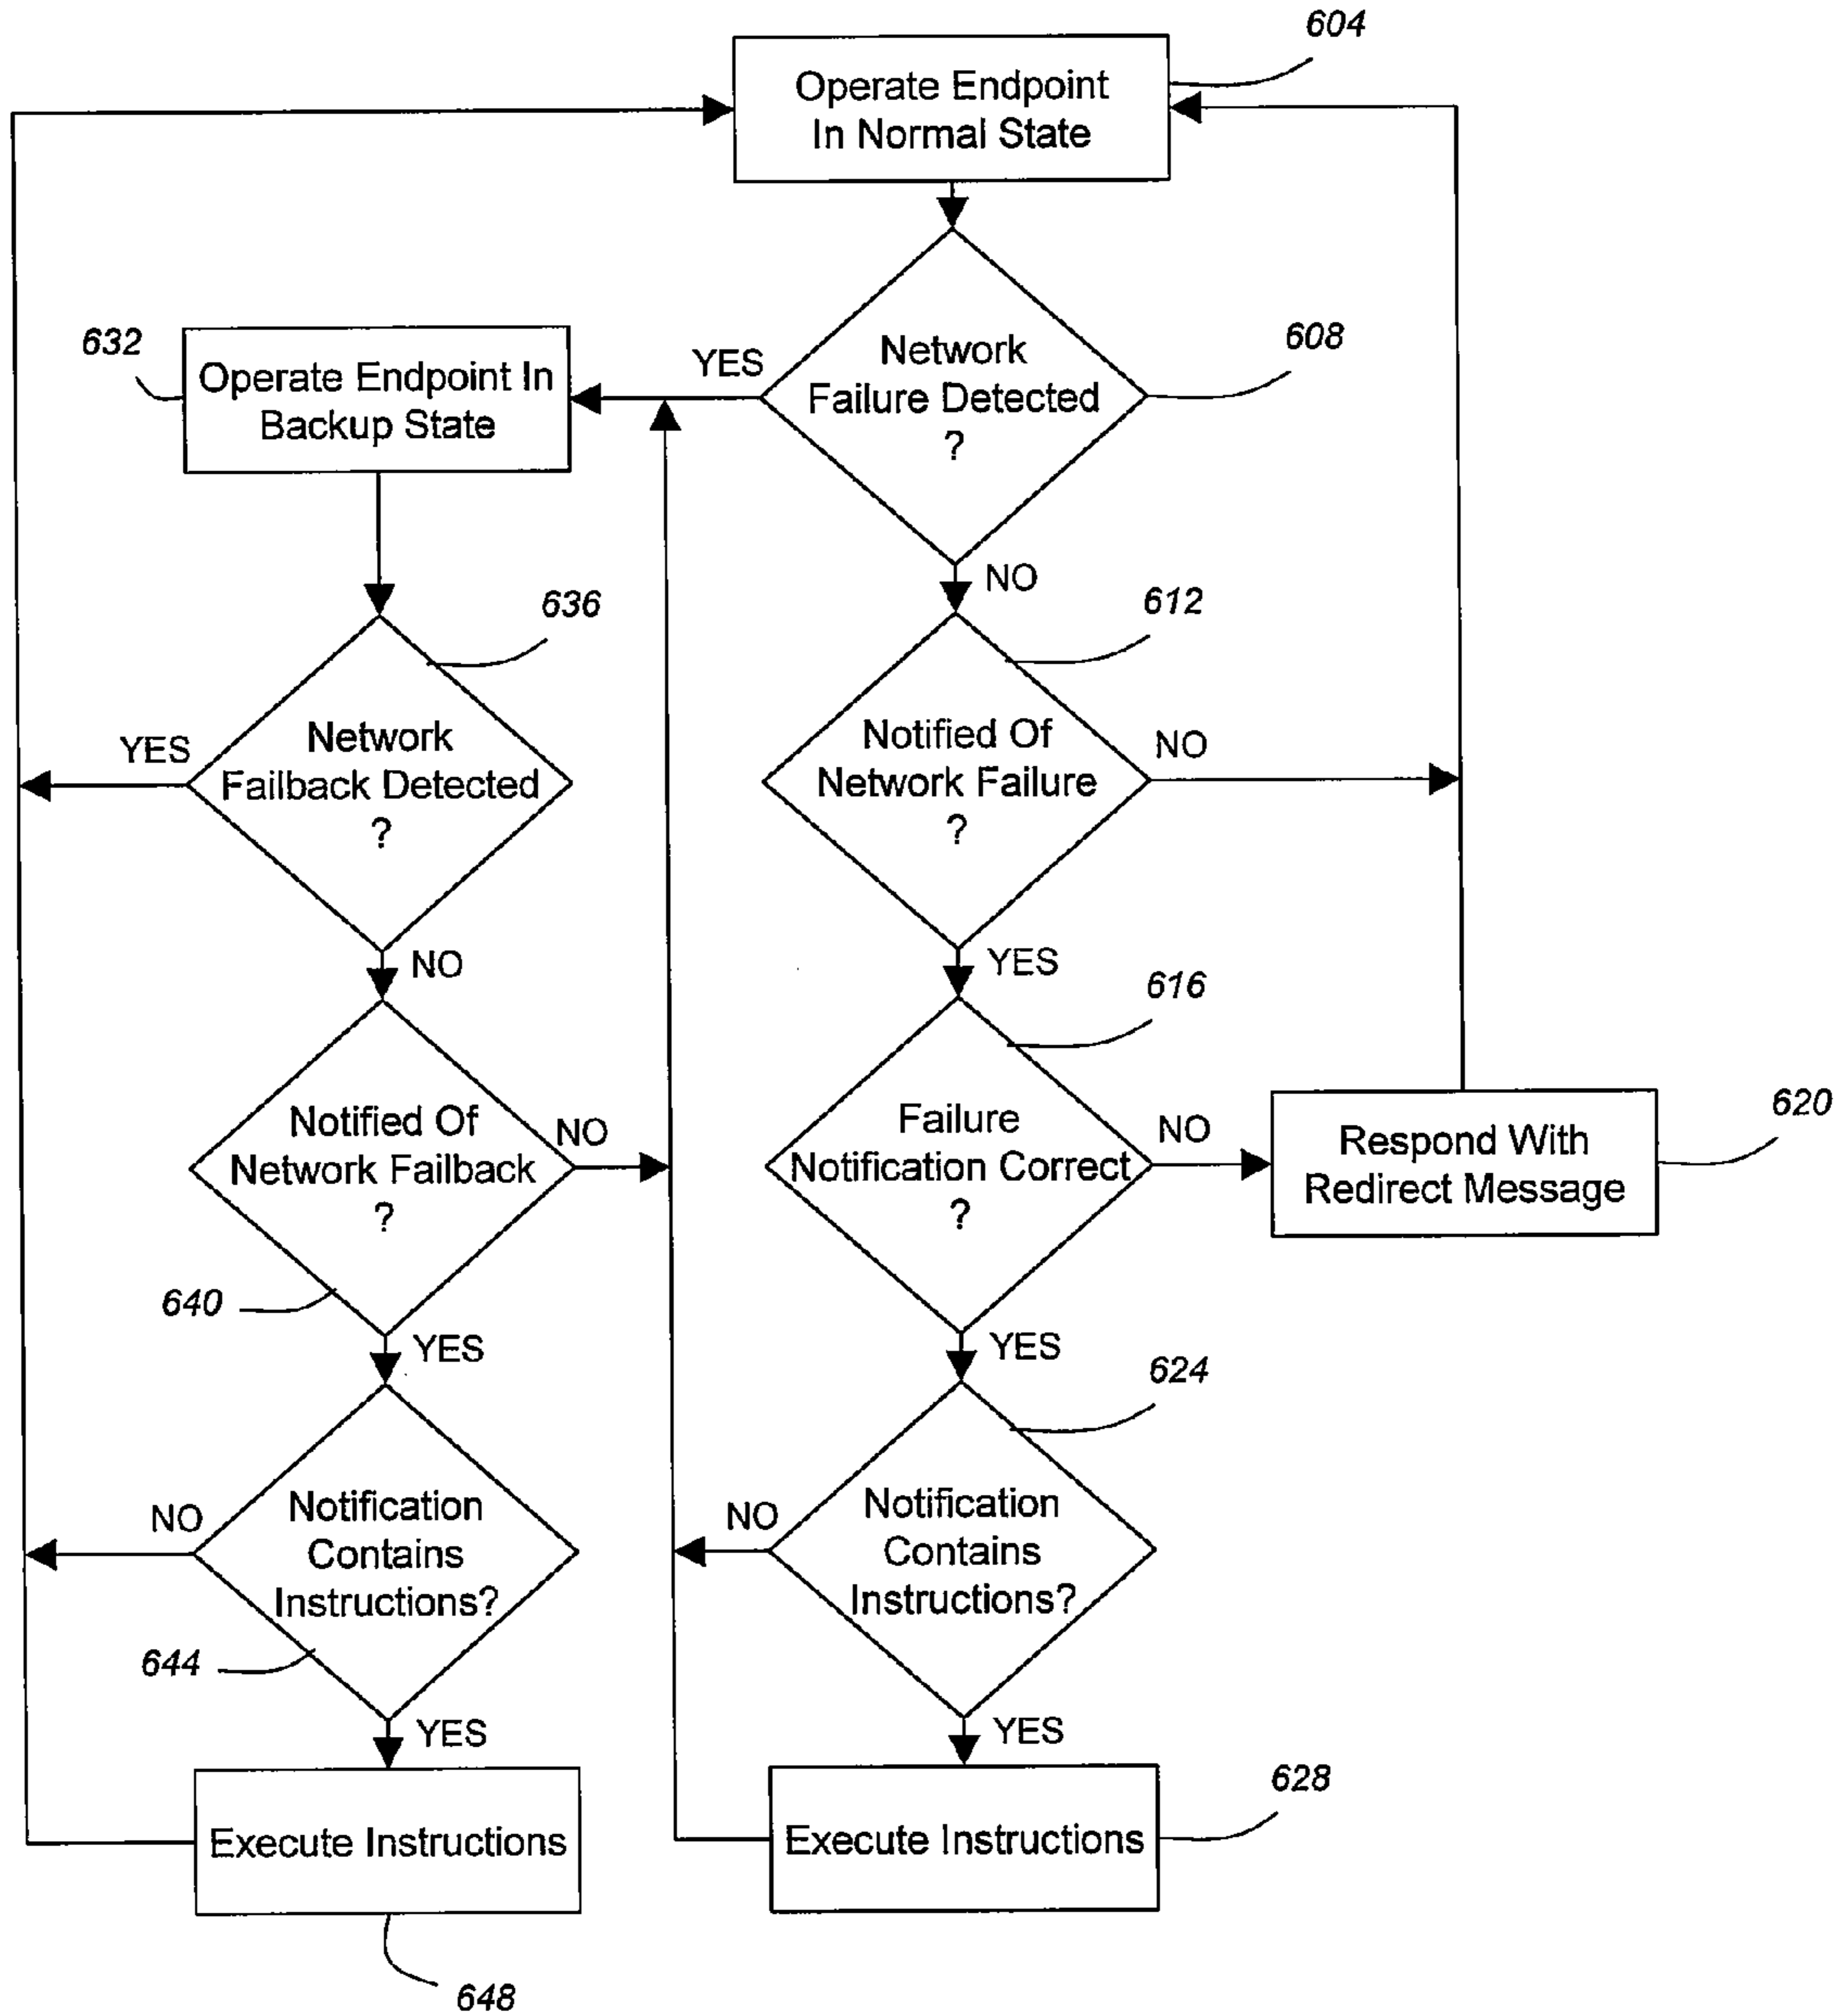 604
Operate Endpoint
In Normal State
632
Operate Endpoint In
Backup State
YES
Network
Failure Detected
?
608
NO
636
612
YES
Network
Failback Detected
?
Notified Of
Network Failure
?
NO
NO
YES
616
Notified Of
Network Failback
?
NO
Failure
Notification Correct
?
NO
Respond With
Redirect Message
620
640
YES
YES
624
NO
Notification
Contains
Instructions?
NO
Notification
Contains
Instructions?
644
YES
YES
Execute Instructions
Execute Instructions
628
648